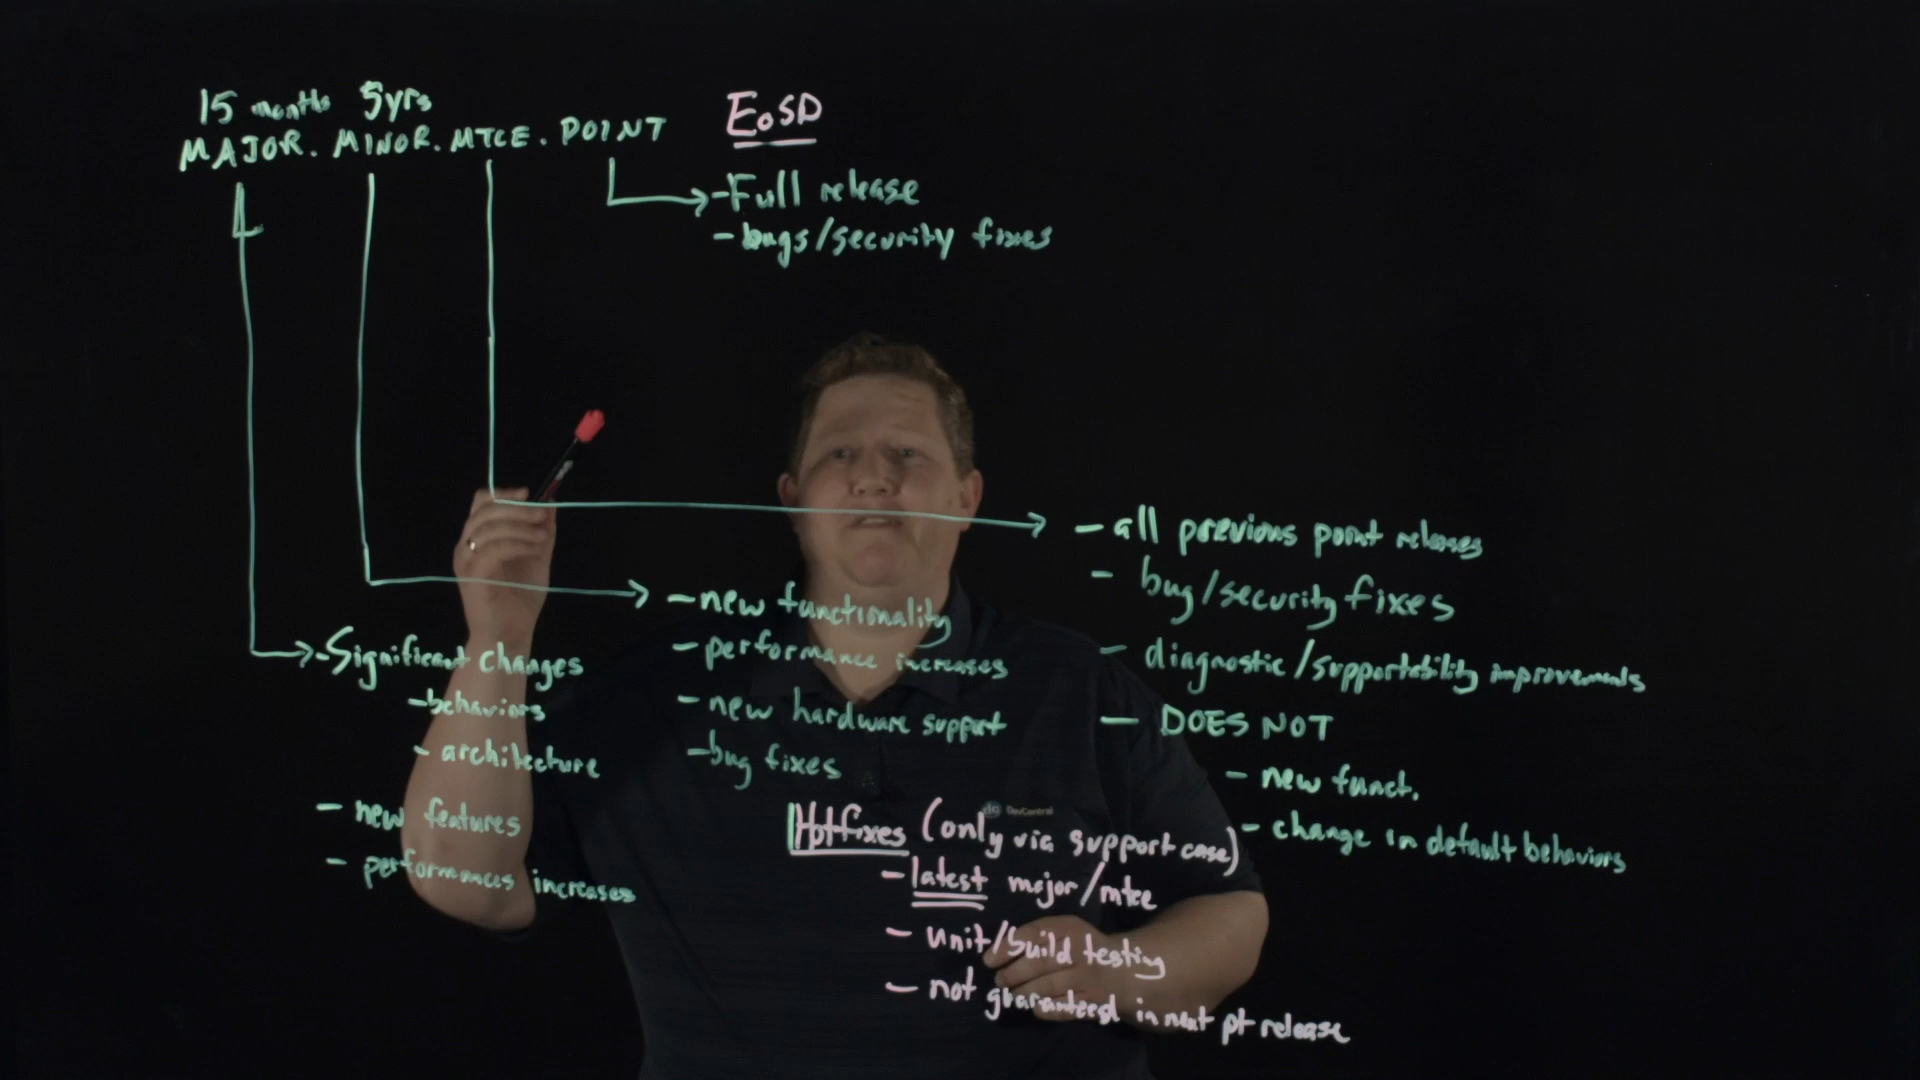 15 months 5yrs
MAJOR. MINOR. MTCE. POINT
EoSD
-Full release
-bugs/security fixes
- all previous point releases
- bug/security fixes
- diagnostic/supportability improvements
- DOES NOT
- new funct.
- change in default behaviors
-new functionality
-performance increases
-new hardware support
-bug fixes
-Significant changes
-behaviors
- architecture
- new features
- performances increases
DevCentral
Hotfixes (only via support case)
-latest major/mtce
- unit/build testing
- not guaranteed in next pt release